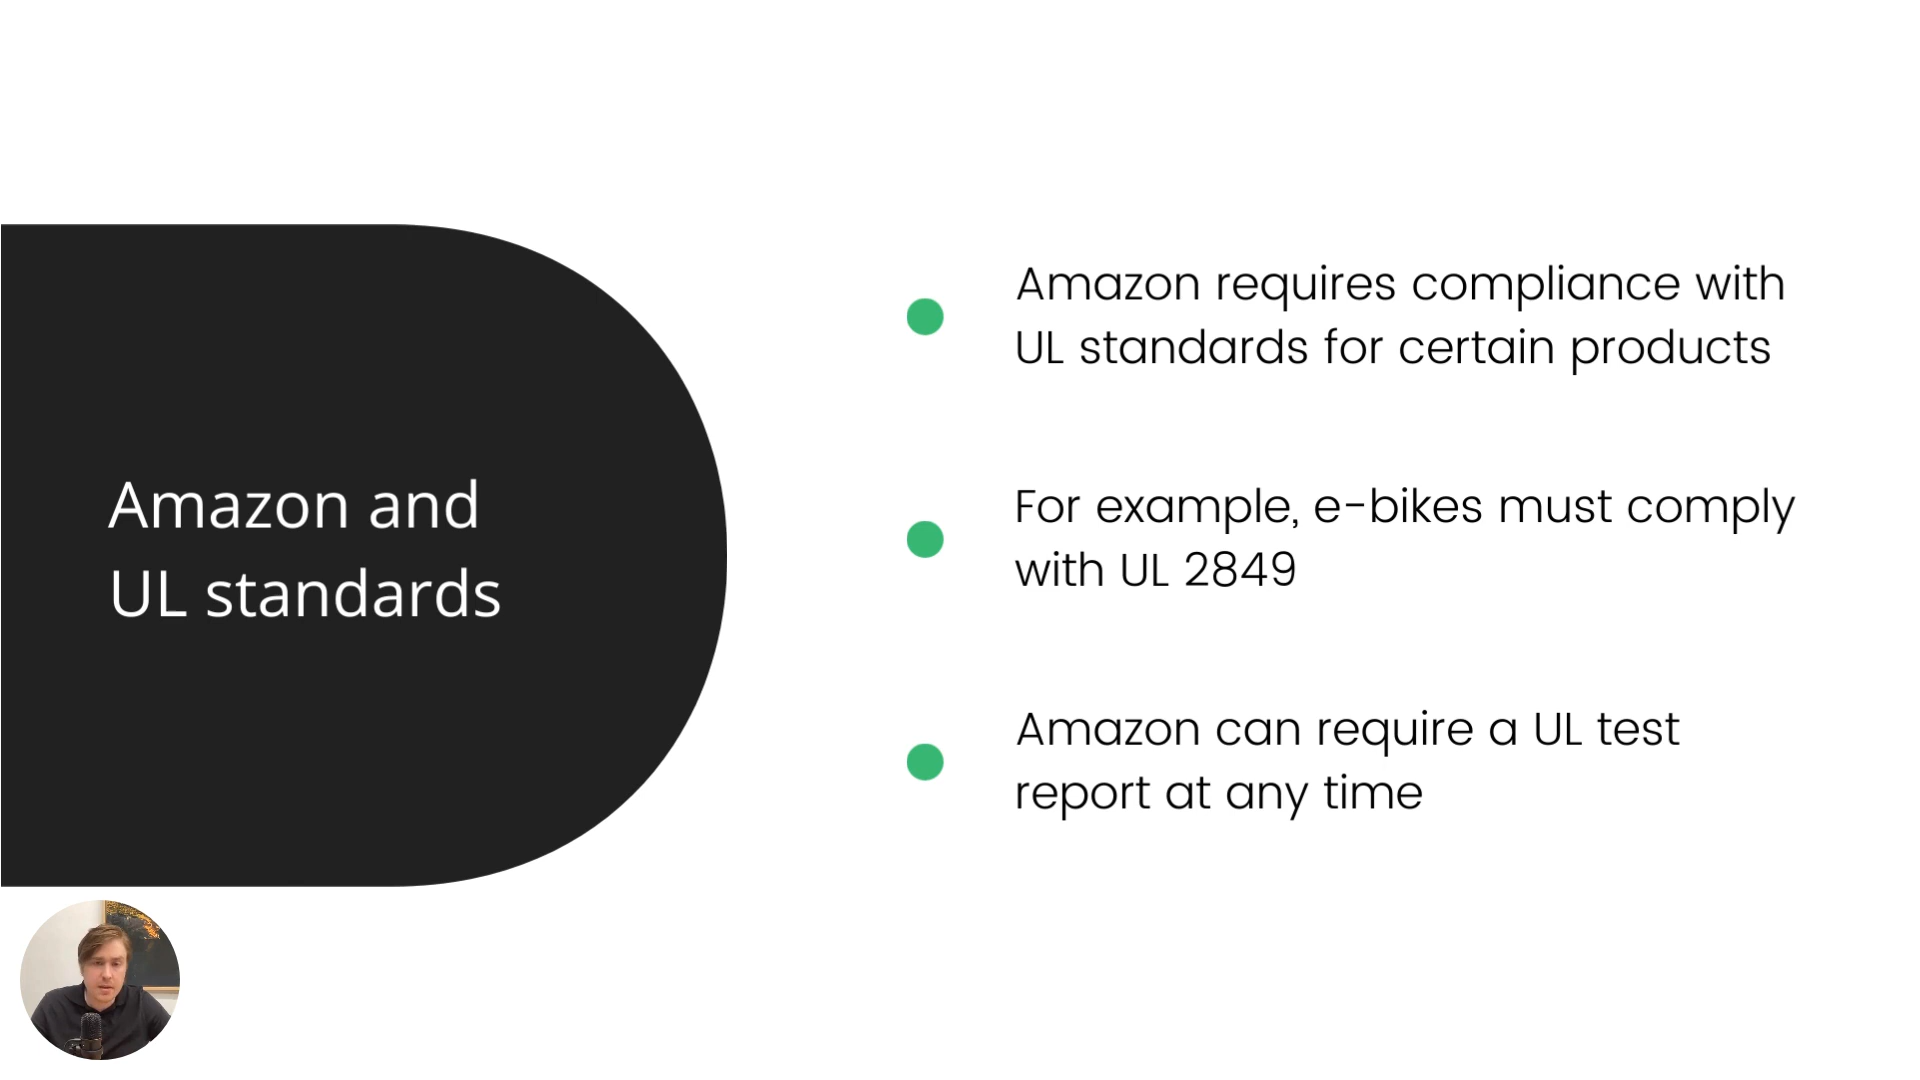 Amazon and
UL standards
Amazon requires compliance with
UL standards for certain products
For example, e-bikes must comply
with UL 2849
Amazon can require a UL test
report at any time